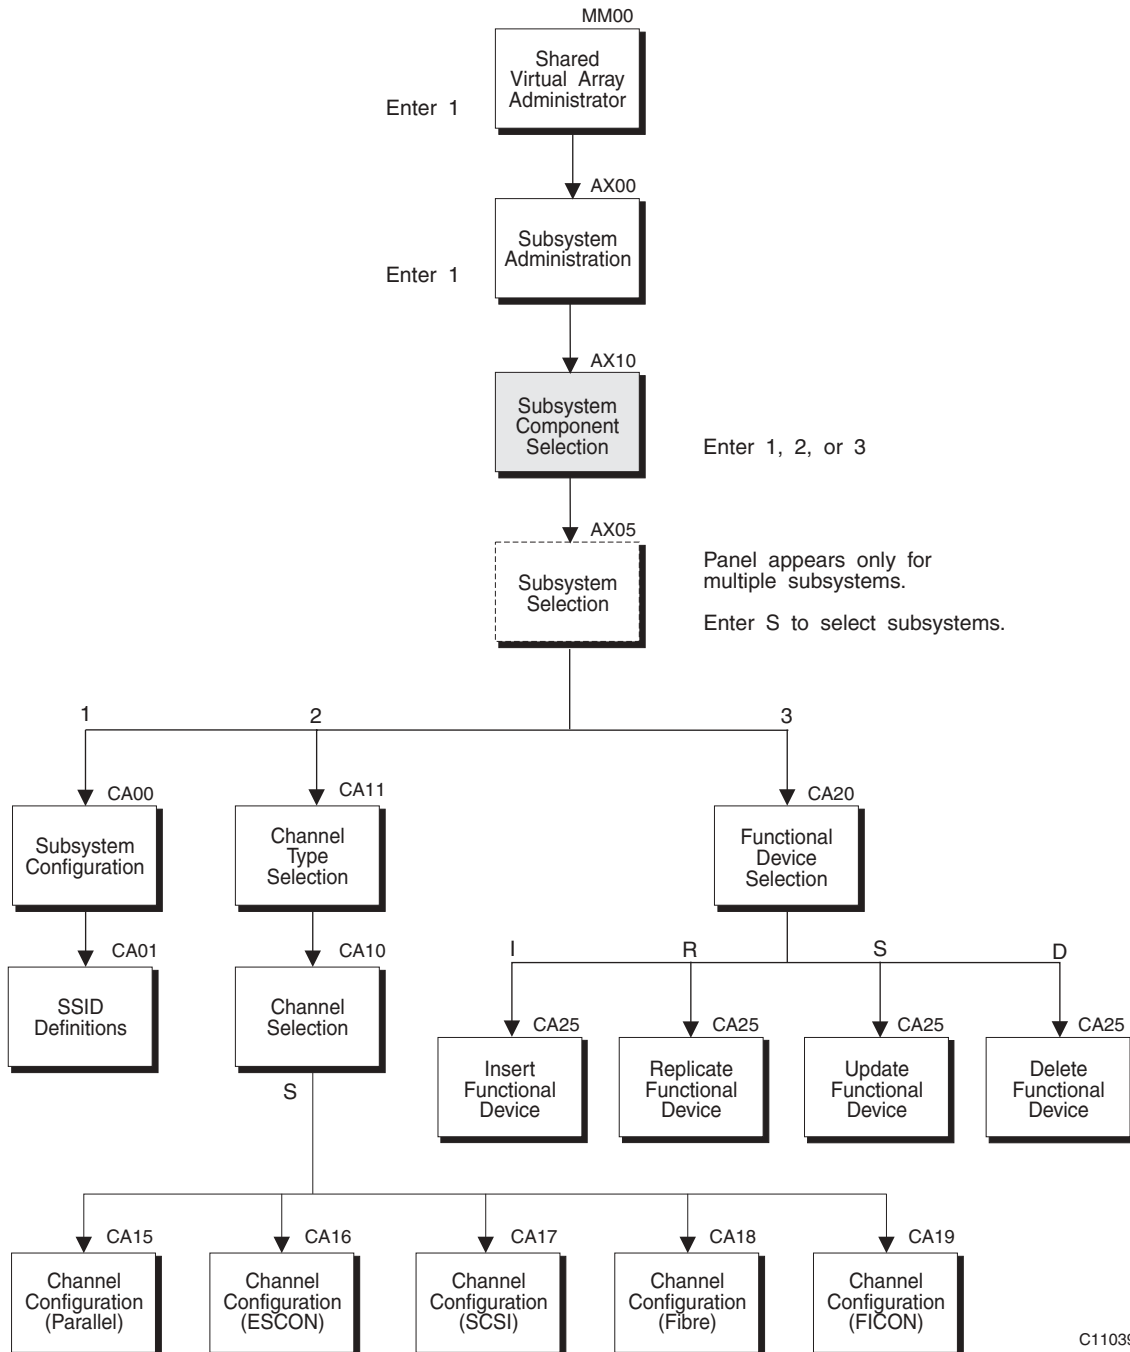 MM00
Shared
Virtual Array
Administrator
Enter 1
AX00
Subsystem
Administration
Enter 1
AX10
Subsystem
Component
Selection
Enter 1, 2, or 3
AX05
Subsystem
Selection
Panel appears only for
multiple subsystems.
Enter S to select subsystems.
1
2
3
CA00
Subsystem
Configuration
CA11
Channel
Type
Selection
CA20
Functional
Device
Selection
CA01
SSID
Definitions
CA10
Channel
Selection
S
I
R
S
D
CA25
Insert
Functional
Device
CA25
Replicate
Functional
Device
CA25
Update
Functional
Device
CA25
Delete
Functional
Device
CA15
Channel
Configuration
(Parallel)
CA16
Channel
Configuration
(ESCON)
CA17
Channel
Configuration
(SCSI)
CA18
Channel
Configuration
(Fibre)
CA19
Channel
Configuration
(FICON)
C11039